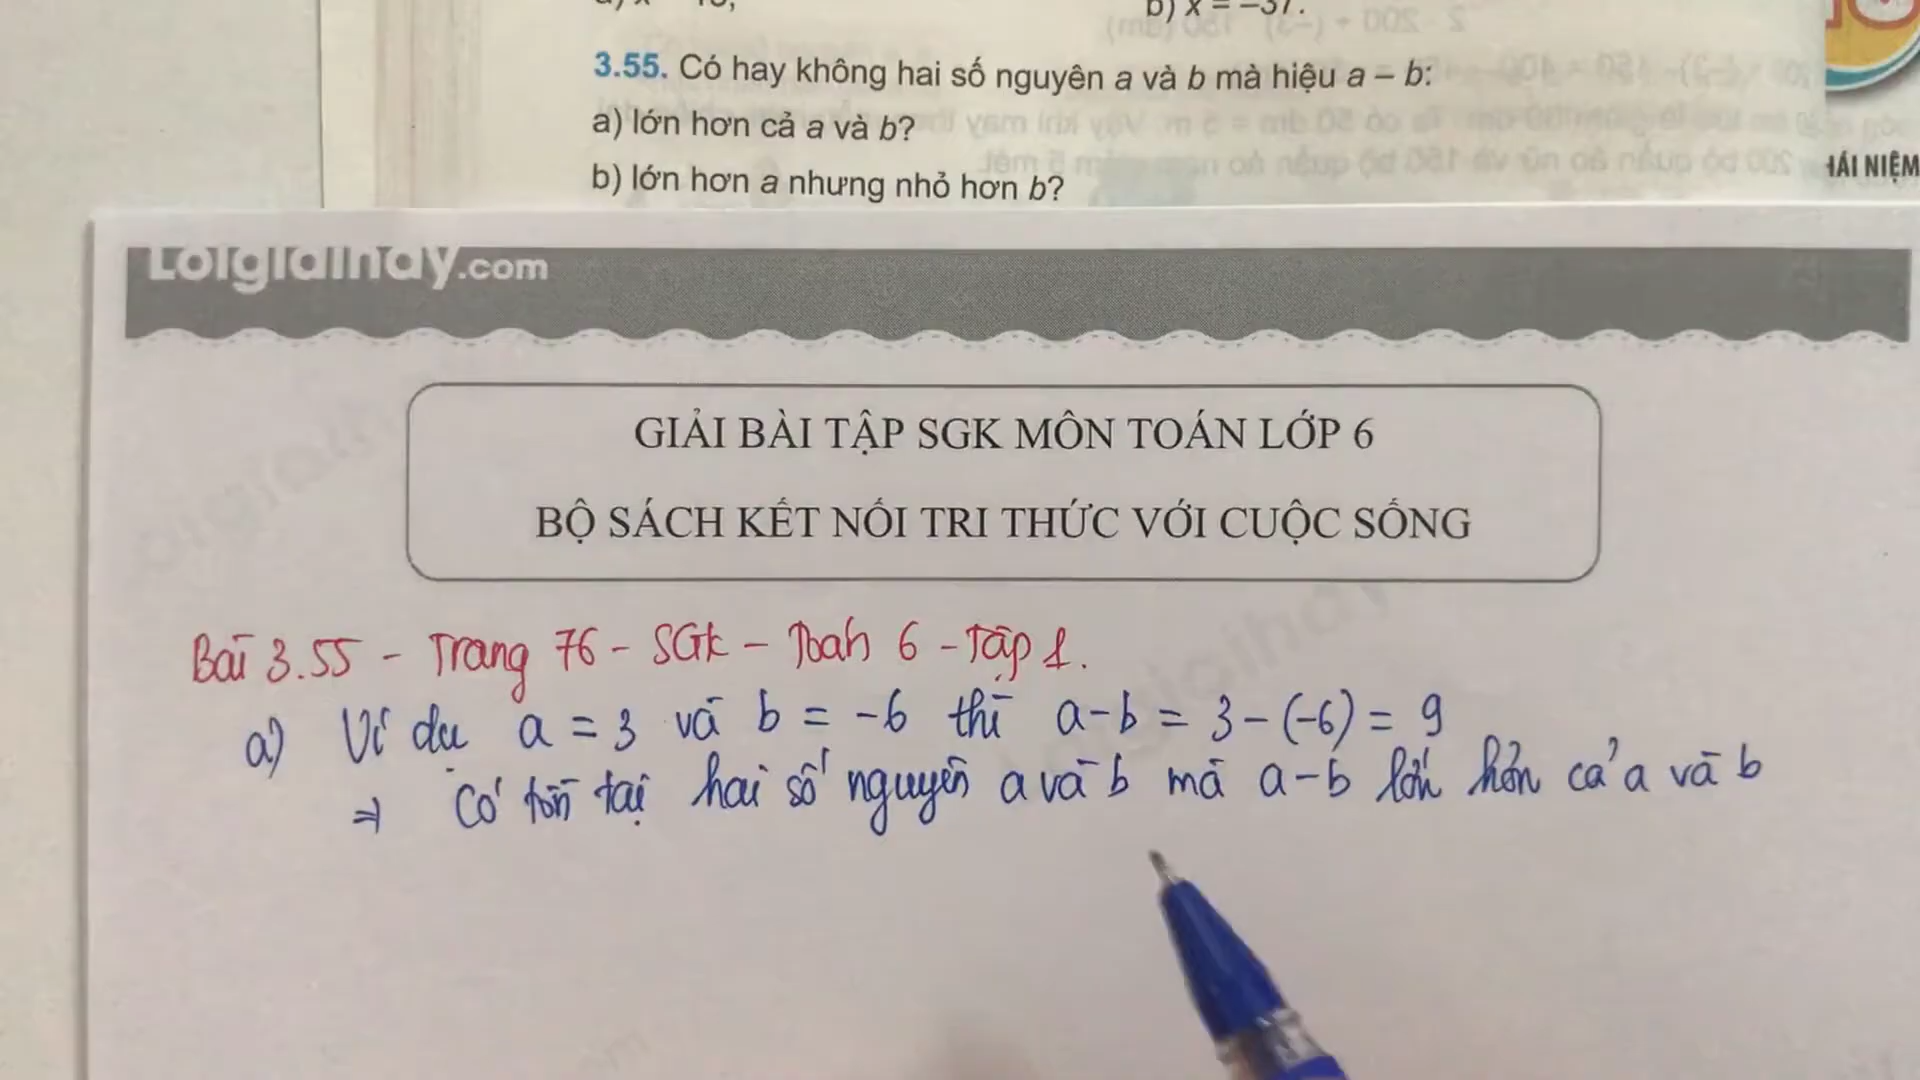 b) x = –37.
3.55. Có hay không hai số nguyên a và b mà hiệu a – b:
a) lớn hơn cả a và b?
b) lớn hơn a nhưng nhỏ hơn b?
HÁI NIỆM
Loigiaihay.com
GIẢI BÀI TẬP SGK MÔN TOÁN LỚP 6
BỘ SÁCH KẾT NỐI TRI THỨC VỚI CUỘC SỐNG
Bài 3.55 - Trang 76 - SGK - Toán 6 - Tập 1.
a) Ví dụ a = 3 và b = -6 thì a-b = 3-(-6) = 9
⇒ Có tồn tại hai số nguyên a và b mà a-b lớn hơn cả a và b